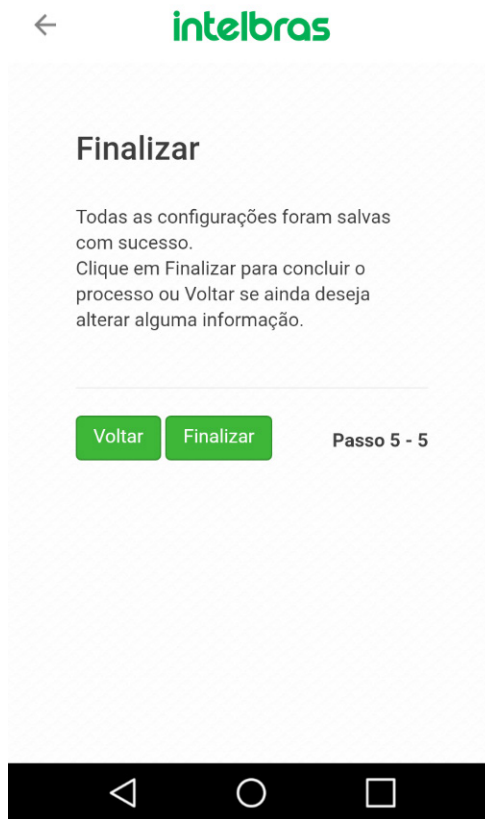 intelbras
Finalizar
Todas as configurações foram salvas
com sucesso.
Clique em Finalizar para concluir o
processo ou Voltar se ainda deseja
alterar alguma informação.
Voltar Finalizar Passo 5 - 5